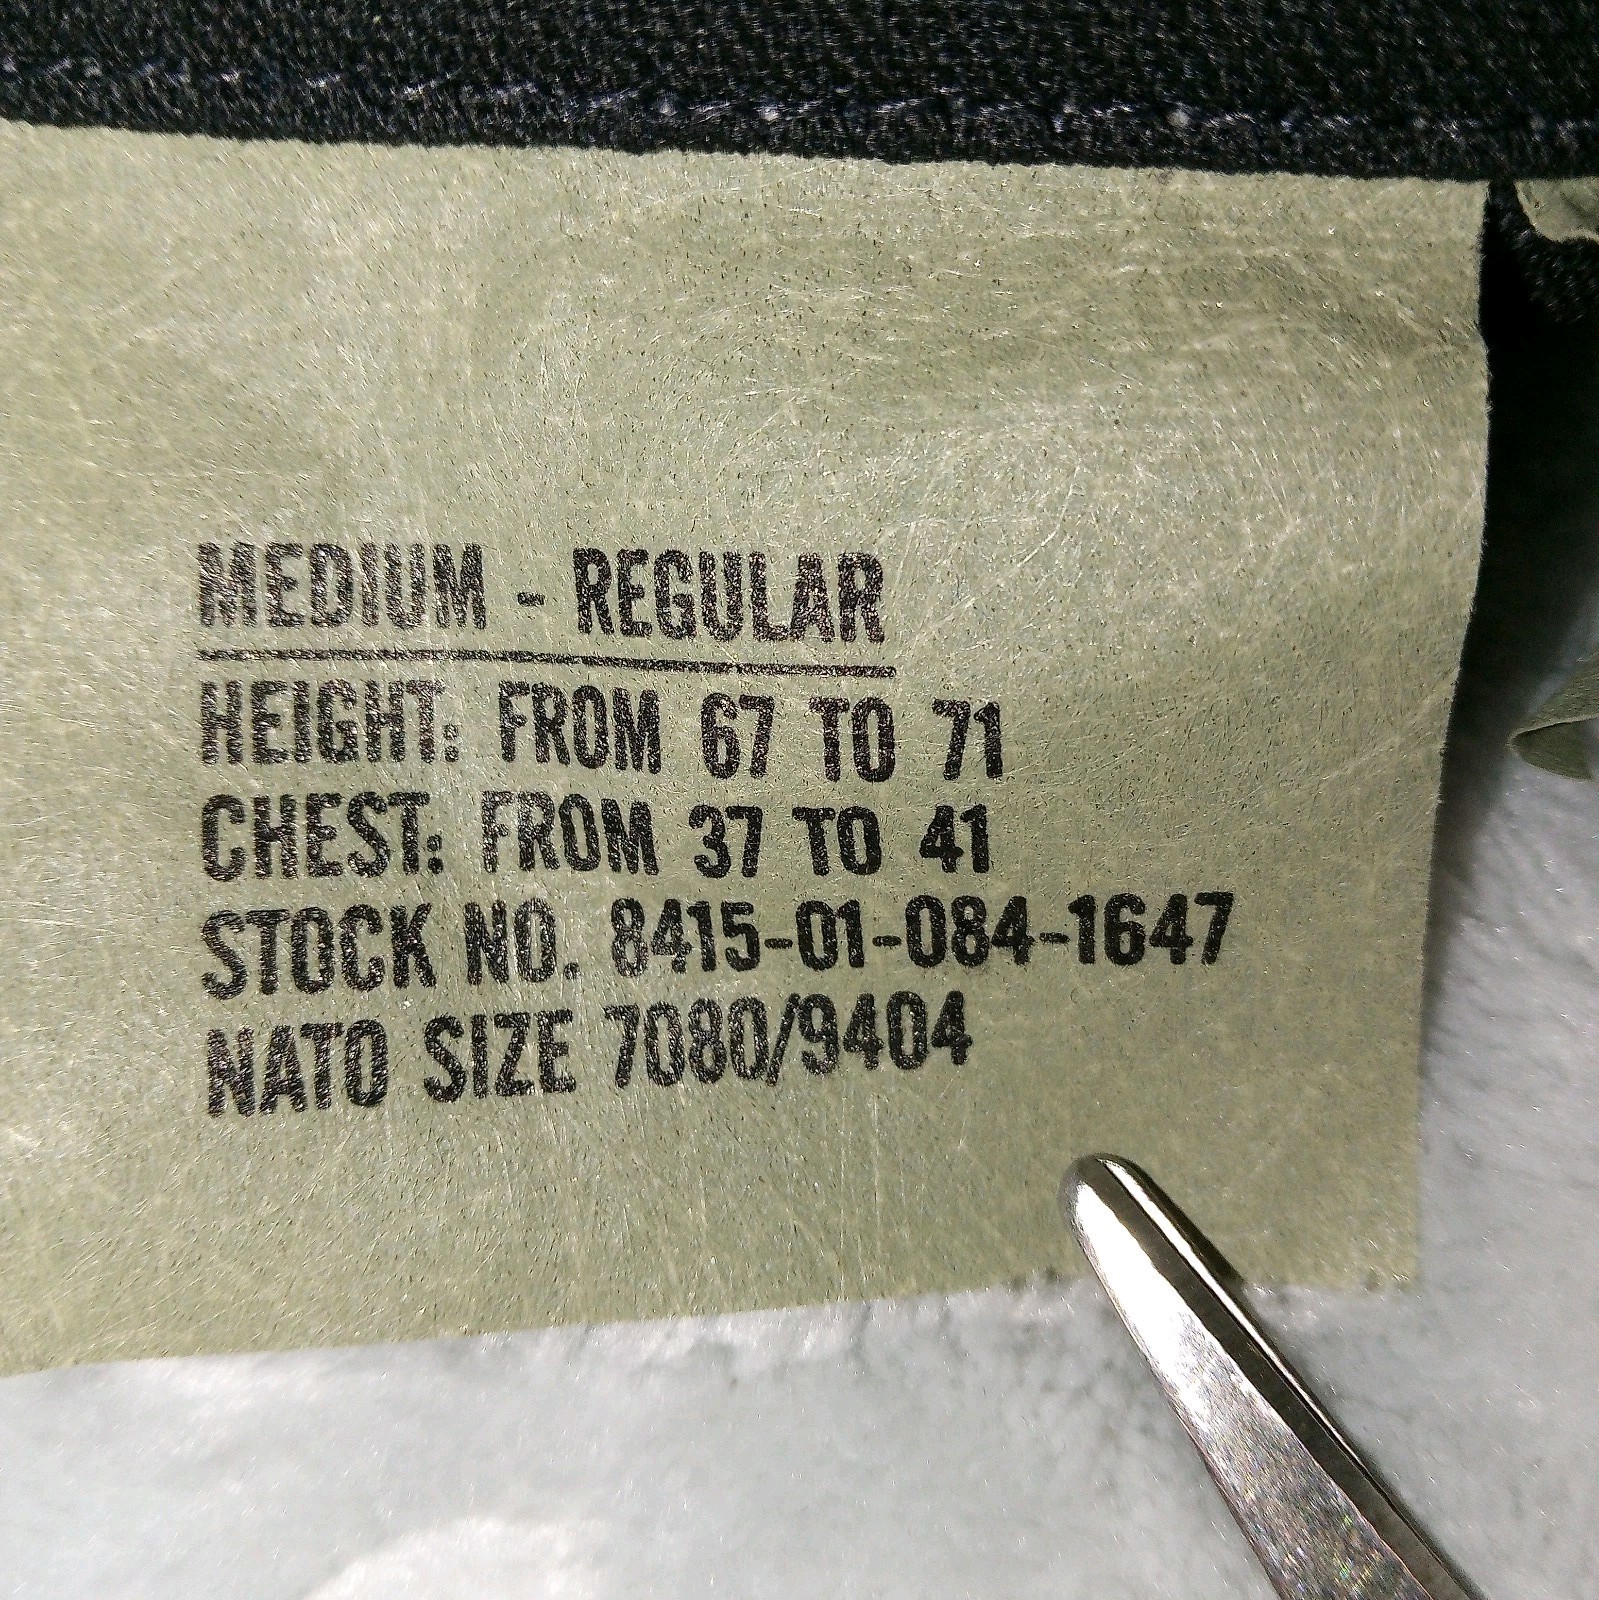 MEDIUM - REGULAR
HEIGHT: FROM 67 TO 71
CHEST: FROM 37 TO 41
STOCK NO. 8415-01-084-1647
NATO SIZE 7080/9404